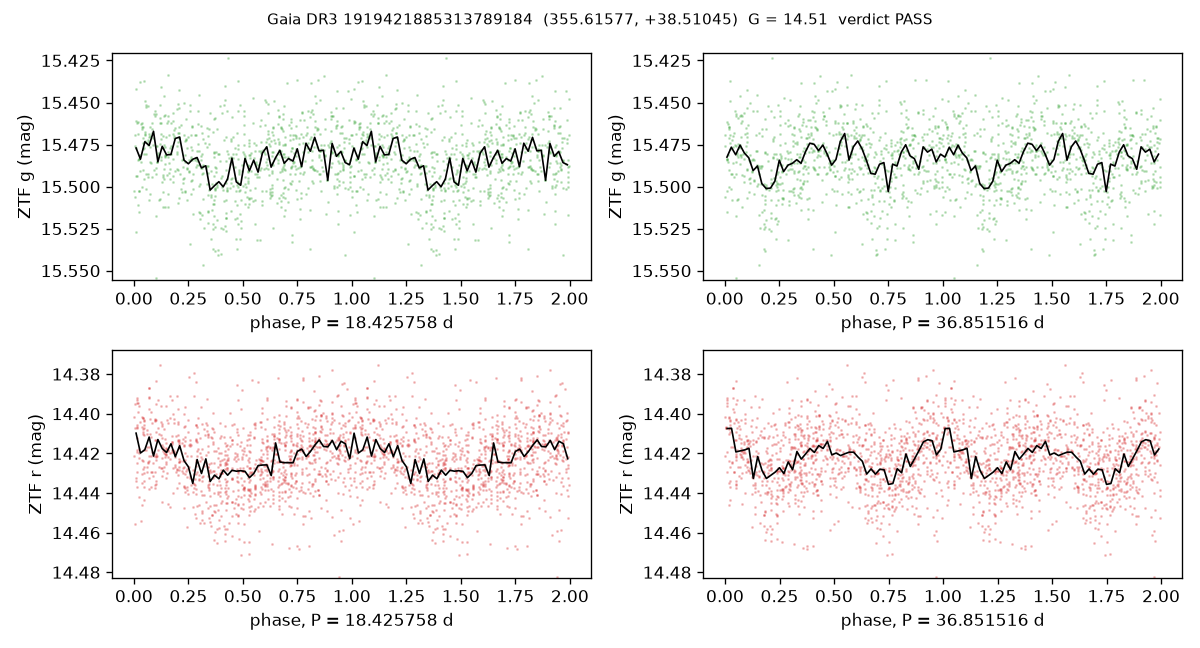 Gaia DR3 1919421885313789184  (355.61577, +38.51045)  G = 14.51  verdict PASS
15.425
15.450
15.475
15.500
15.525
15.550
ZTF g (mag)
0.00 0.25 0.50 0.75 1.00 1.25 1.50 1.75 2.00
phase, P = 18.425758 d
15.425
15.450
15.475
15.500
15.525
15.550
ZTF g (mag)
0.00 0.25 0.50 0.75 1.00 1.25 1.50 1.75 2.00
phase, P = 36.851516 d
14.38
14.40
14.42
14.44
14.46
14.48
ZTF r (mag)
0.00 0.25 0.50 0.75 1.00 1.25 1.50 1.75 2.00
phase, P = 18.425758 d
14.38
14.40
14.42
14.44
14.46
14.48
ZTF r (mag)
0.00 0.25 0.50 0.75 1.00 1.25 1.50 1.75 2.00
phase, P = 36.851516 d